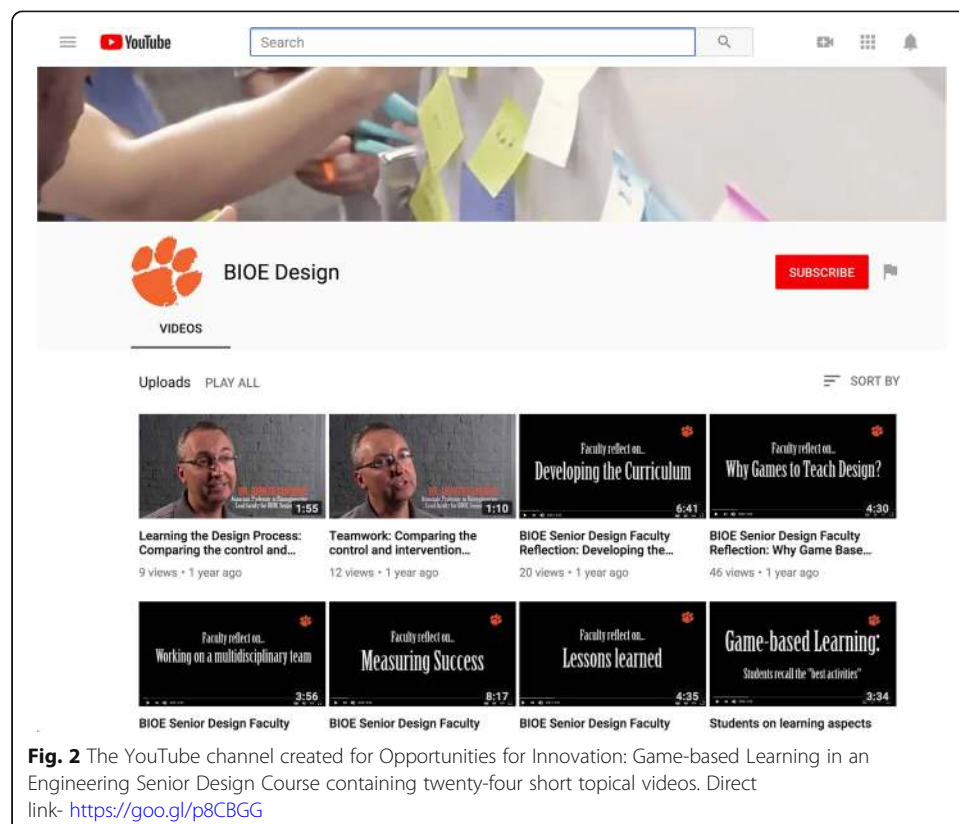 YouTube
Search
BIOE Design
SUBSCRIBE
VIDEOS
Uploads PLAY ALL
SORT BY
Associate Professor in Bioengineering
1:55
1:10
Faculty reflect on...
Developing the Curriculum
6:41
Faculty reflect on...
Why Games to Teach Design?
4:30
Learning the Design Process:
Comparing the control and...
9 views • 1 year ago
Teamwork: Comparing the
control and intervention...
12 views • 1 year ago
BIOE Senior Design Faculty
Reflection: Developing the...
20 views • 1 year ago
BIOE Senior Design Faculty
Reflection: Why Game Base...
46 views • 1 year ago
Faculty reflect on...
Working on a multidisciplinary team
3:56
Faculty reflect on...
Measuring Success
8:17
Faculty reflect on...
Lessons learned
4:35
Game-based Learning:
Students recall the "best activities"
3:34
BIOE Senior Design Faculty
BIOE Senior Design Faculty
BIOE Senior Design Faculty
Students on learning aspects
Fig. 2 The YouTube channel created for Opportunities for Innovation: Game-based Learning in an
Engineering Senior Design Course containing twenty-four short topical videos. Direct
link- https://goo.gl/p8CBGG